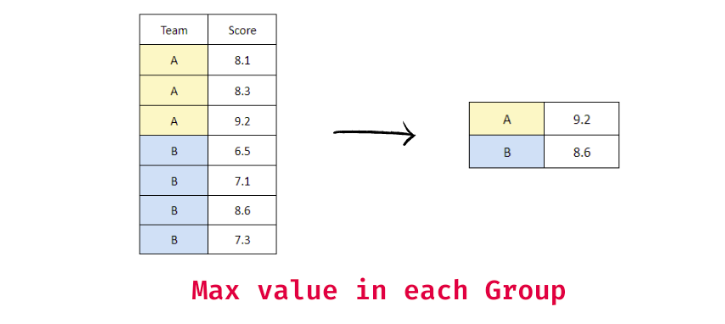 Team Score
A 8.1
A 8.3
A 9.2
B 6.5
B 7.1
B 8.6
B 7.3
A 9.2
B 8.6
Max value in each Group